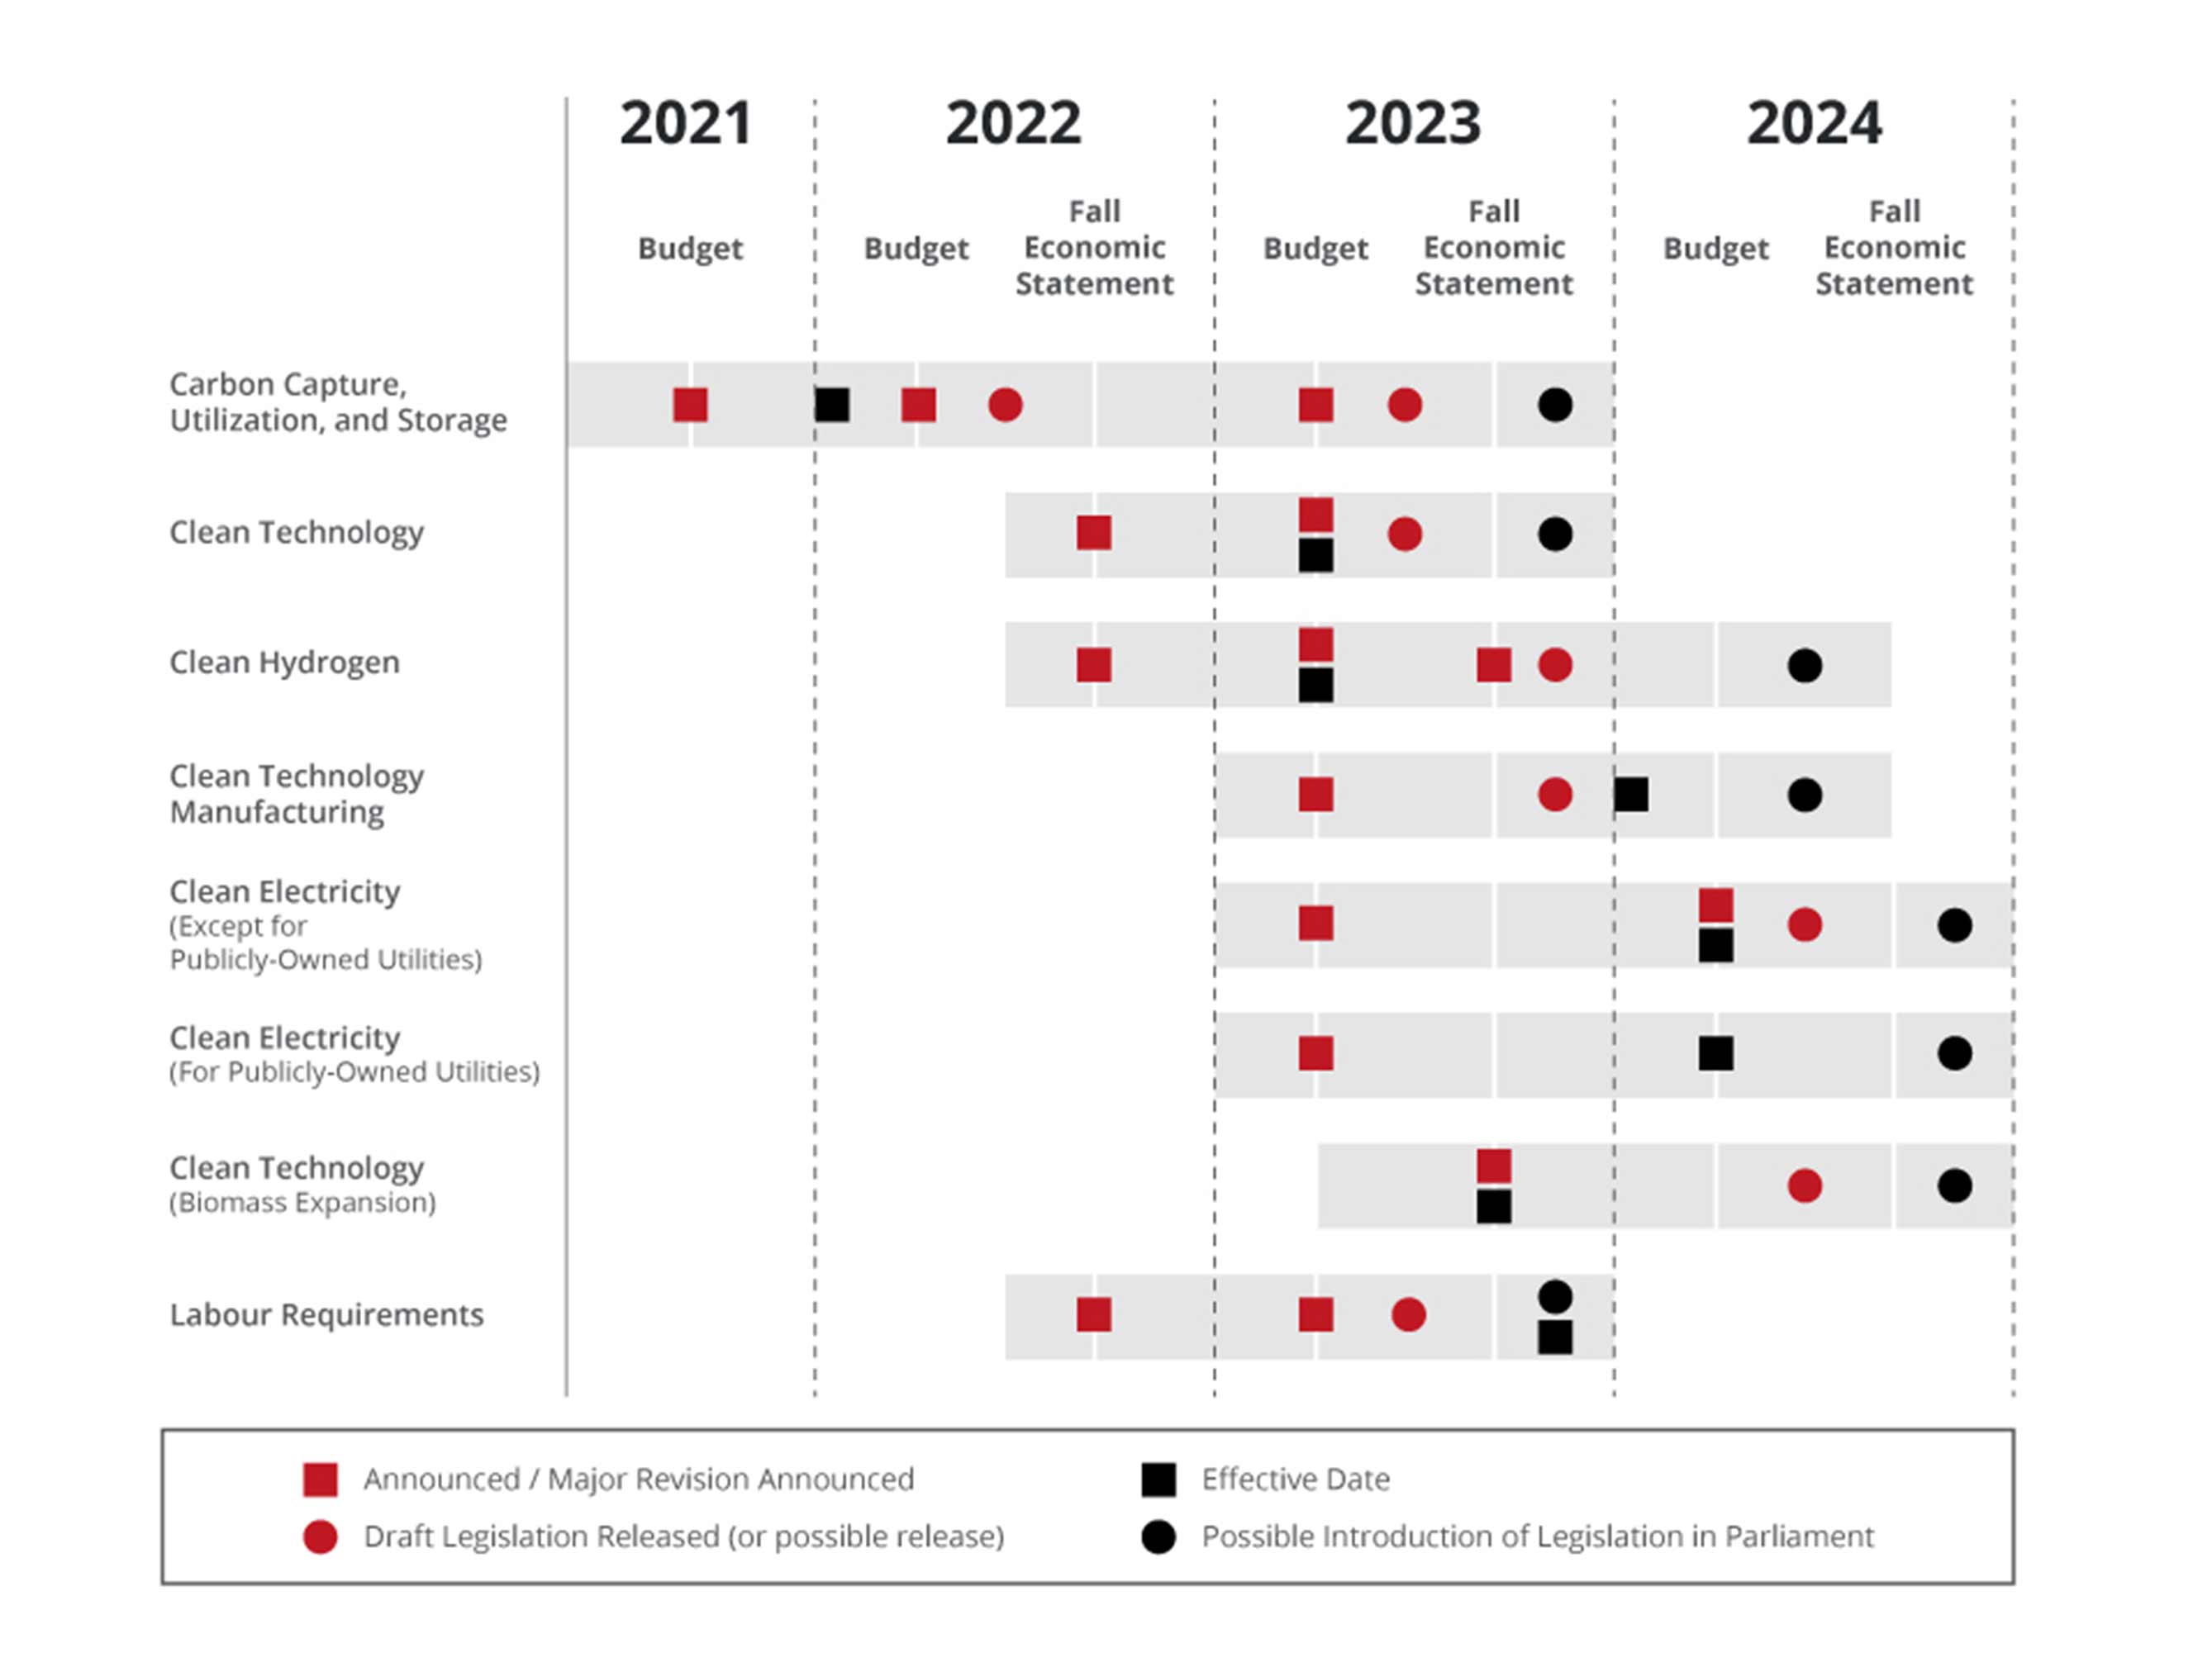 2021
2022
2023
2024
Budget
Budget
Fall
Economic
Statement
Budget
Fall
Economic
Statement
Budget
Fall
Economic
Statement
Carbon Capture,
Utilization, and Storage
Clean Technology
Clean Hydrogen
Clean Technology
Manufacturing
Clean Electricity
(Except for
Publicly-Owned Utilities)
Clean Electricity
(For Publicly-Owned Utilities)
Clean Technology
(Biomass Expansion)
Labour Requirements
Announced / Major Revision Announced
Effective Date
Draft Legislation Released (or possible release)
Possible Introduction of Legislation in Parliament